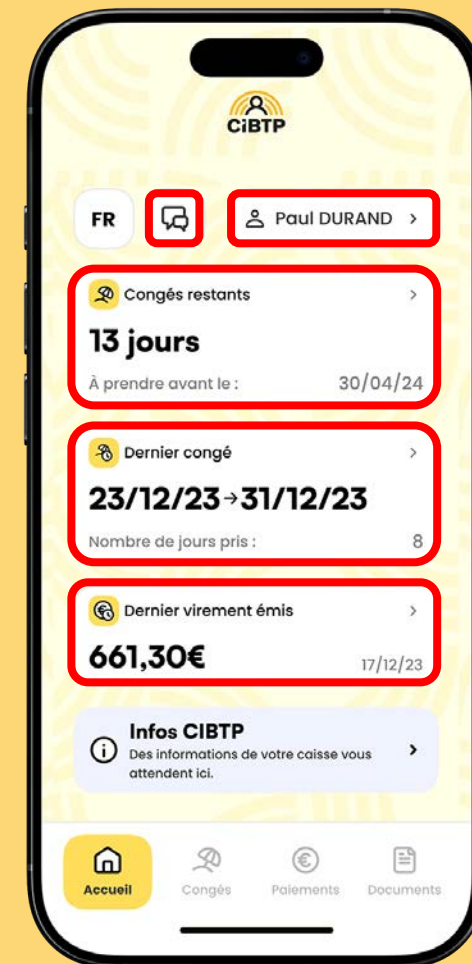 CiBTP
FR
Paul DURAND >
Congés restants >
13 jours
À prendre avant le : 30/04/24
Dernier congé >
23/12/23→31/12/23
Nombre de jours pris : 8
Dernier virement émis >
661,30€ 17/12/23
Infos CIBTP
Des informations de votre caisse vous
attendent ici.
Accueil Congés Paiements Documents